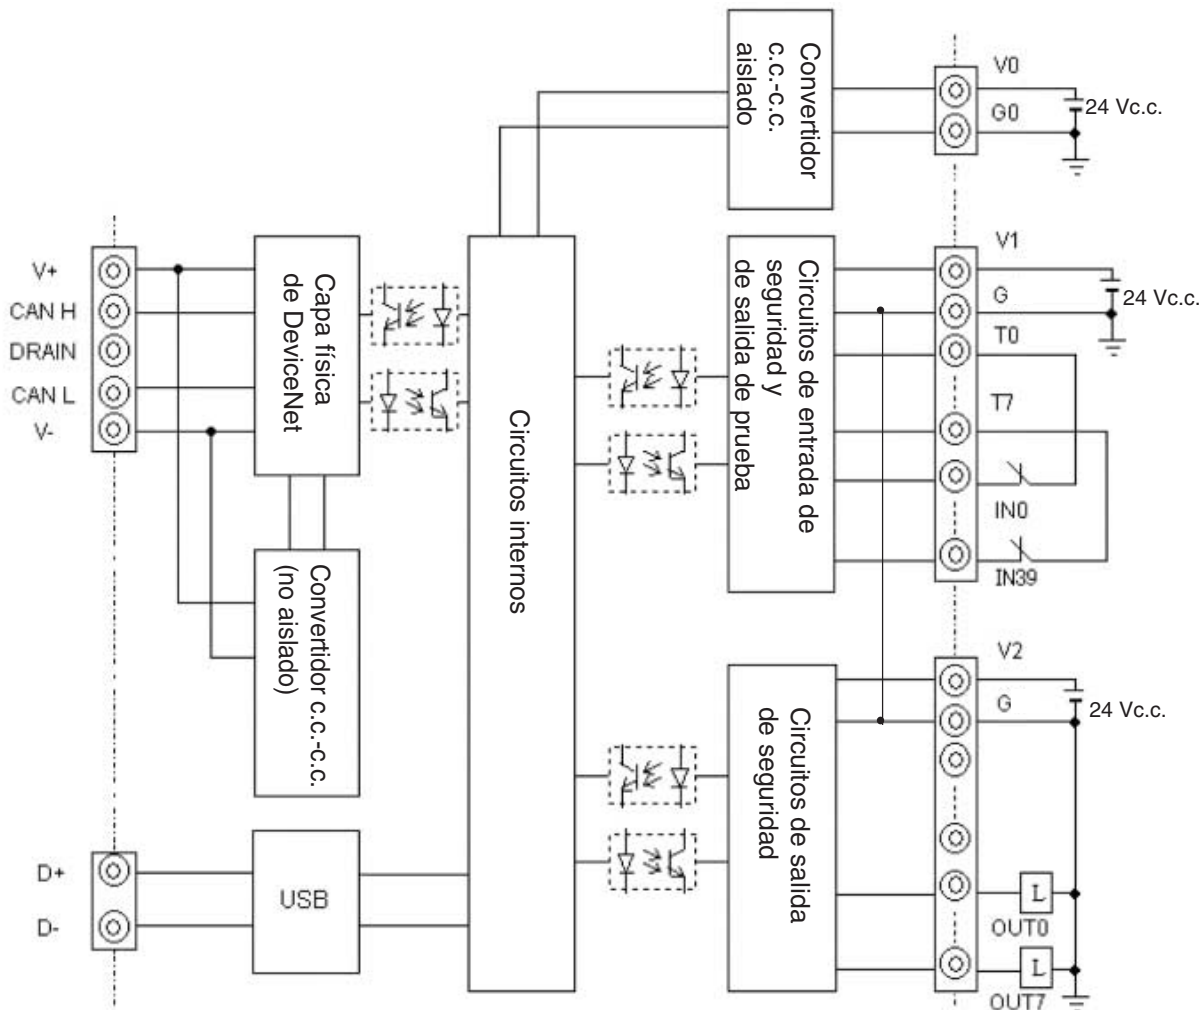 Convertidor
c.c.-c.c.
aislado
V0
G0
24 Vc.c.
V+
CAN H
DRAIN
CAN L
V-
Capa física
de DeviceNet
Convertidor c.c.-c.c.
(no aislado)
D+
D-
USB
Circuitos internos
Circuitos de entrada de
seguridad y
de salida de prueba
V1
G
T0
T7
IN0
IN39
24 Vc.c.
Circuitos de salida
de seguridad
V2
G
24 Vc.c.
L
OUT0
L
OUT7